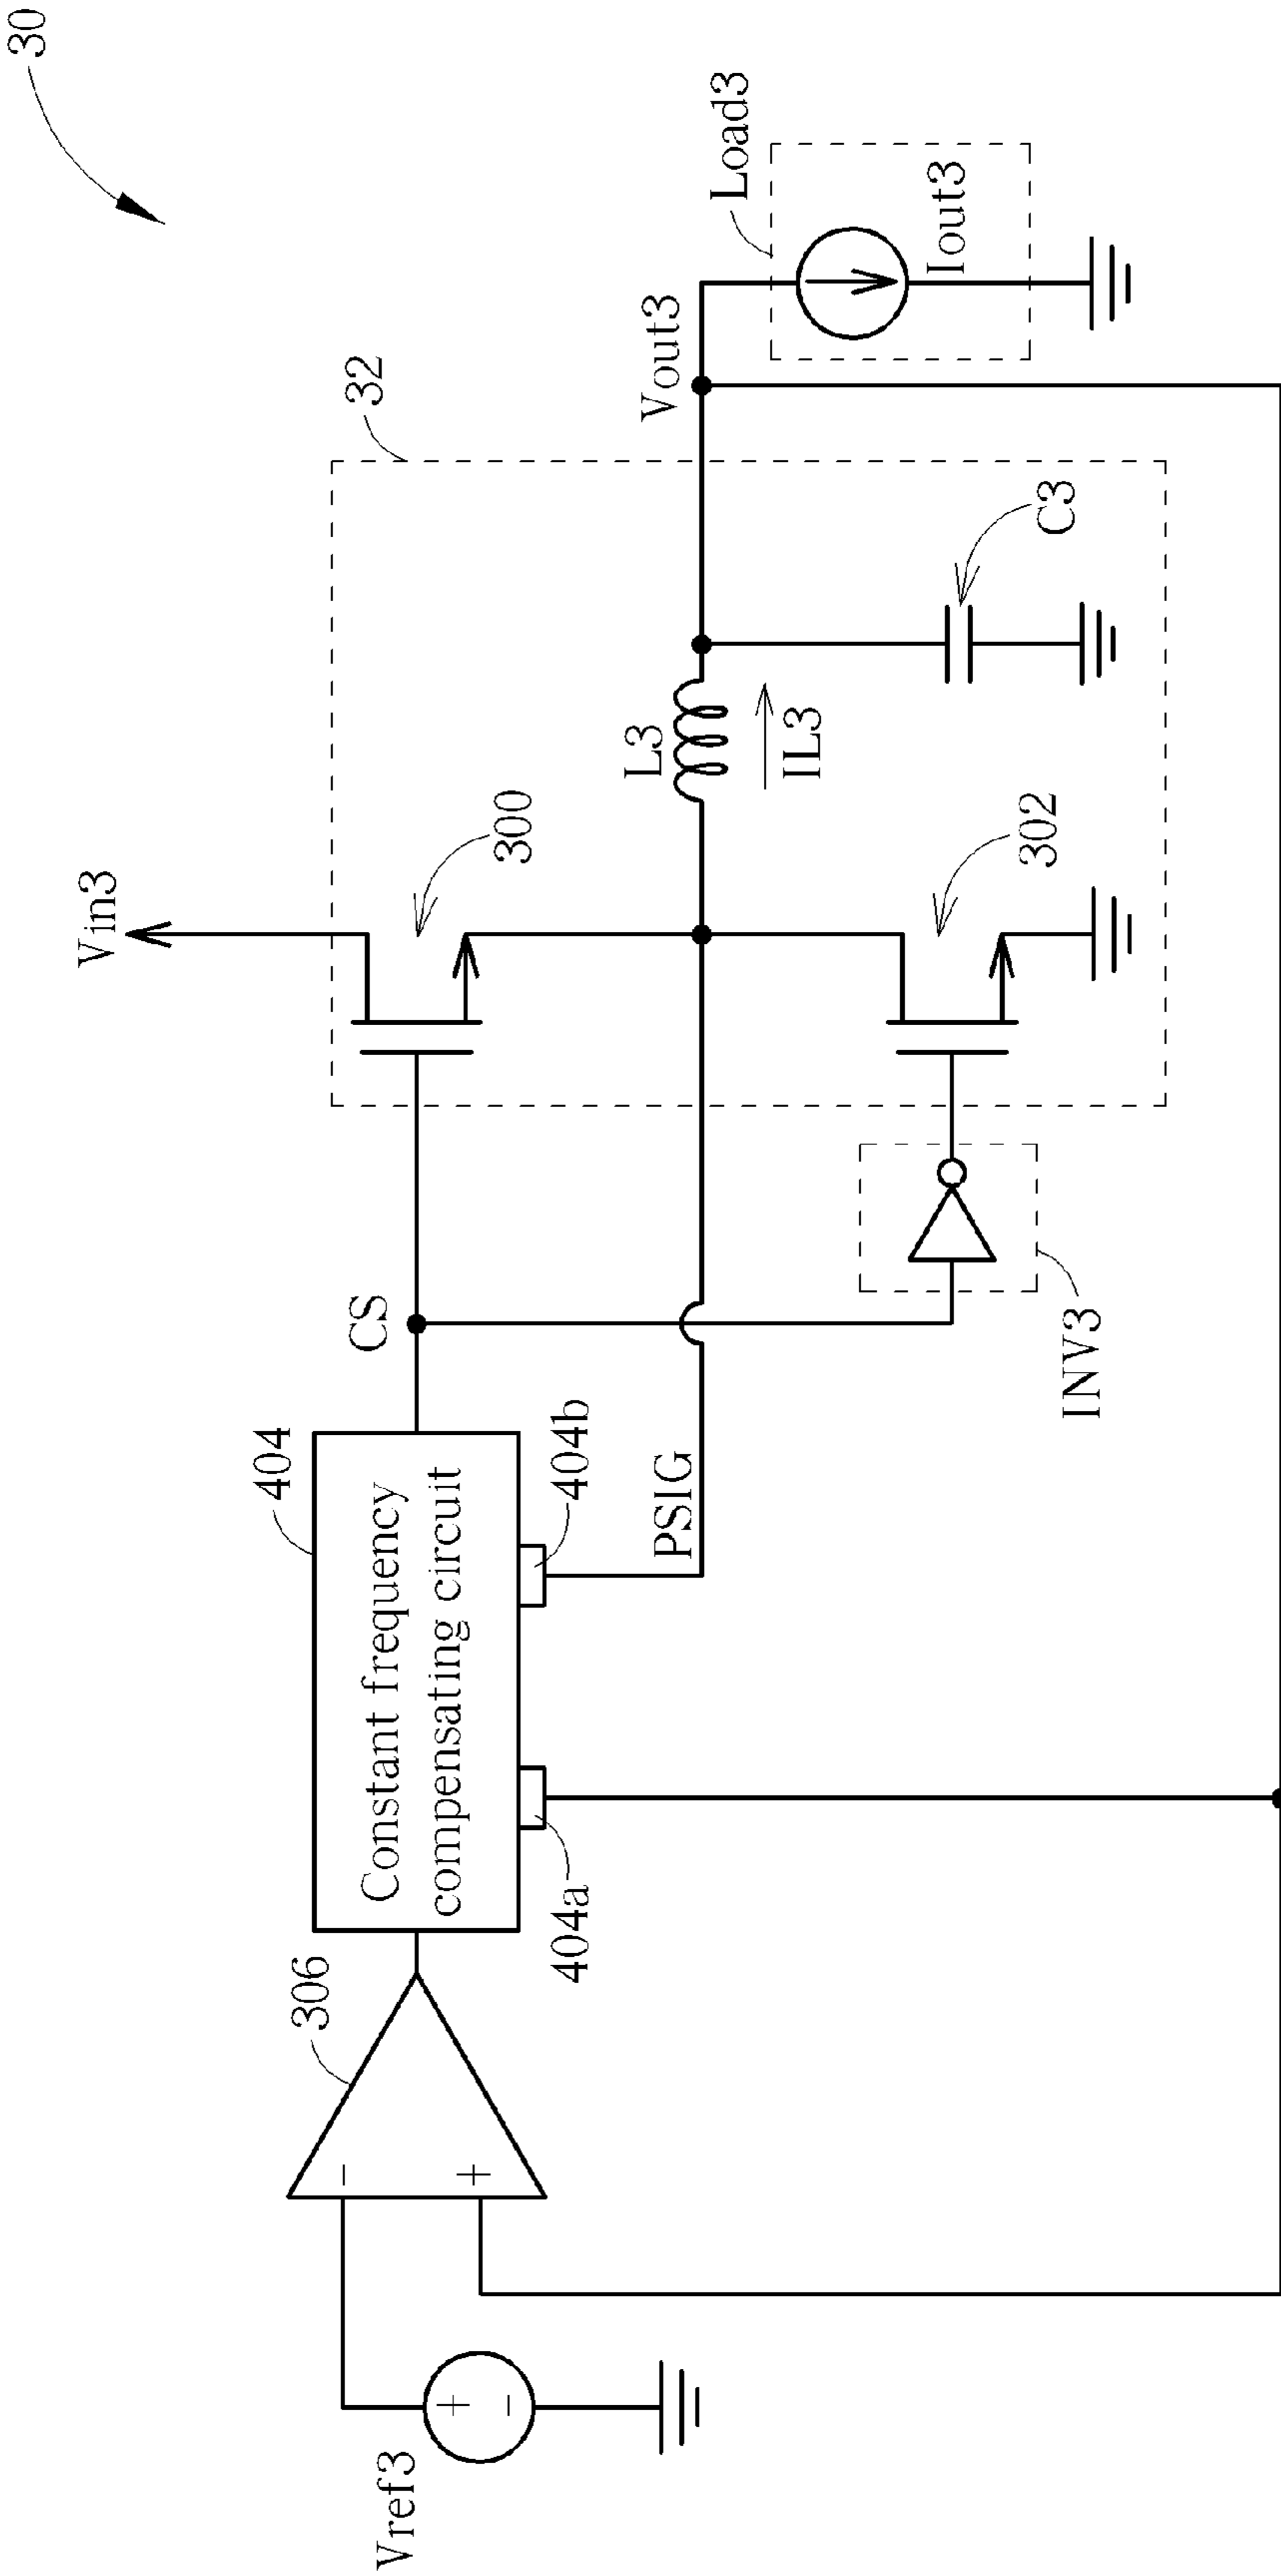 30
Vin3
32
Load3
Vout3
Iout3
300
L3
IL3
C3
302
CS
404
Constant frequency
compensating circuit
404a
404b
PSIG
INV3
306
-
+
Vref3
+
-